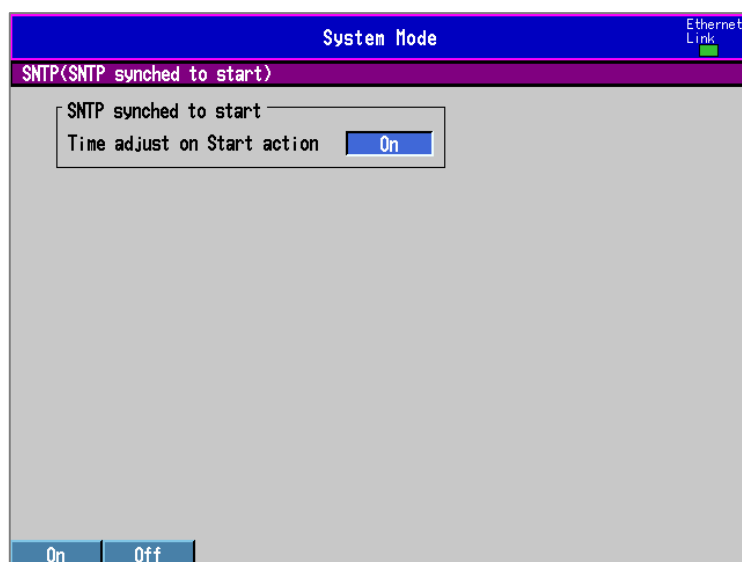 System Mode
Ethernet
Link
SNTP(SNTP synched to start)
SNTP synched to start
Time adjust on Start action On
On Off